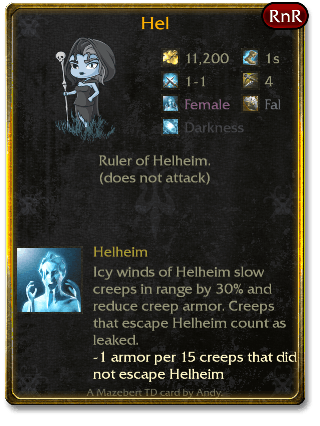 Hel
RnR
11,200
1s
1-1
4
Female
Fal
Darkness
Ruler of Helheim.
(does not attack)
Helheim
Icy winds of Helheim slow
creeps in range by 30% and
reduce creep armor. Creeps
that escape Helheim count as
leaked.
-1 armor per 15 creeps that did
not escape Helheim
A Mazebert TD card by Andy.